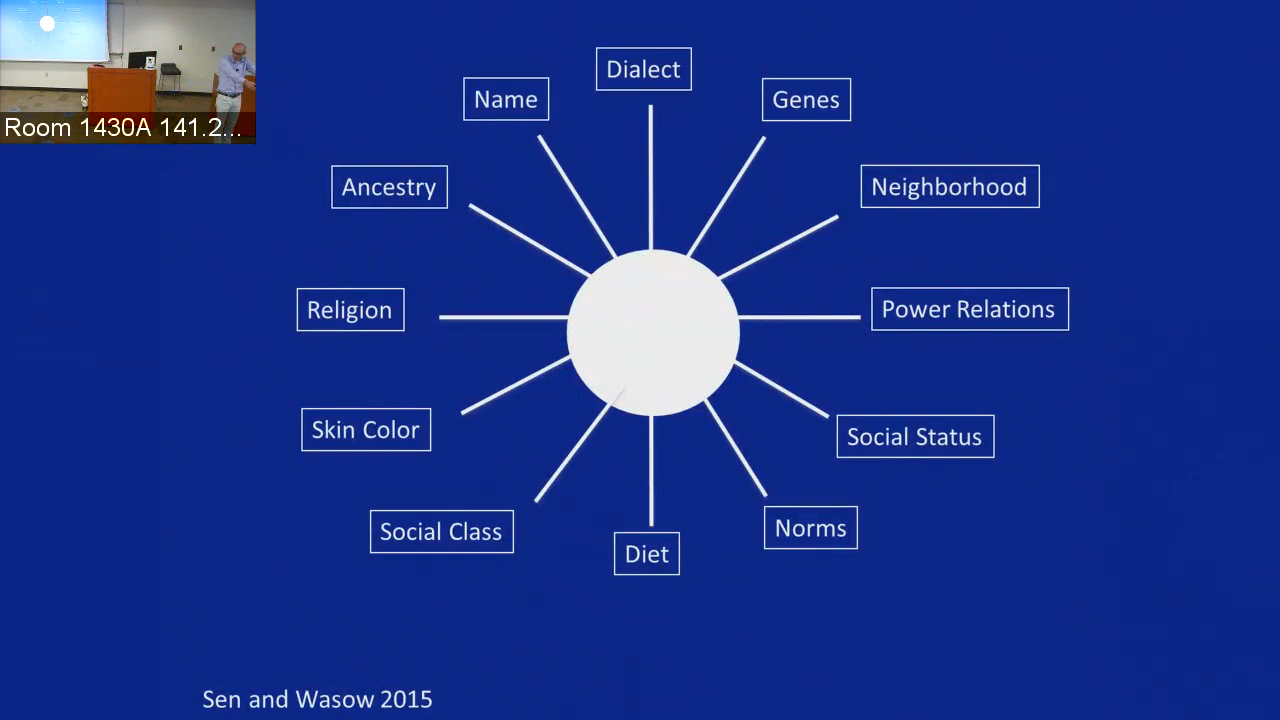 Room 1430A 141.2...
Dialect
Name
Genes
Ancestry
Neighborhood
Religion
Power Relations
Skin Color
Social Status
Social Class
Norms
Diet
Sen and Wasow 2015